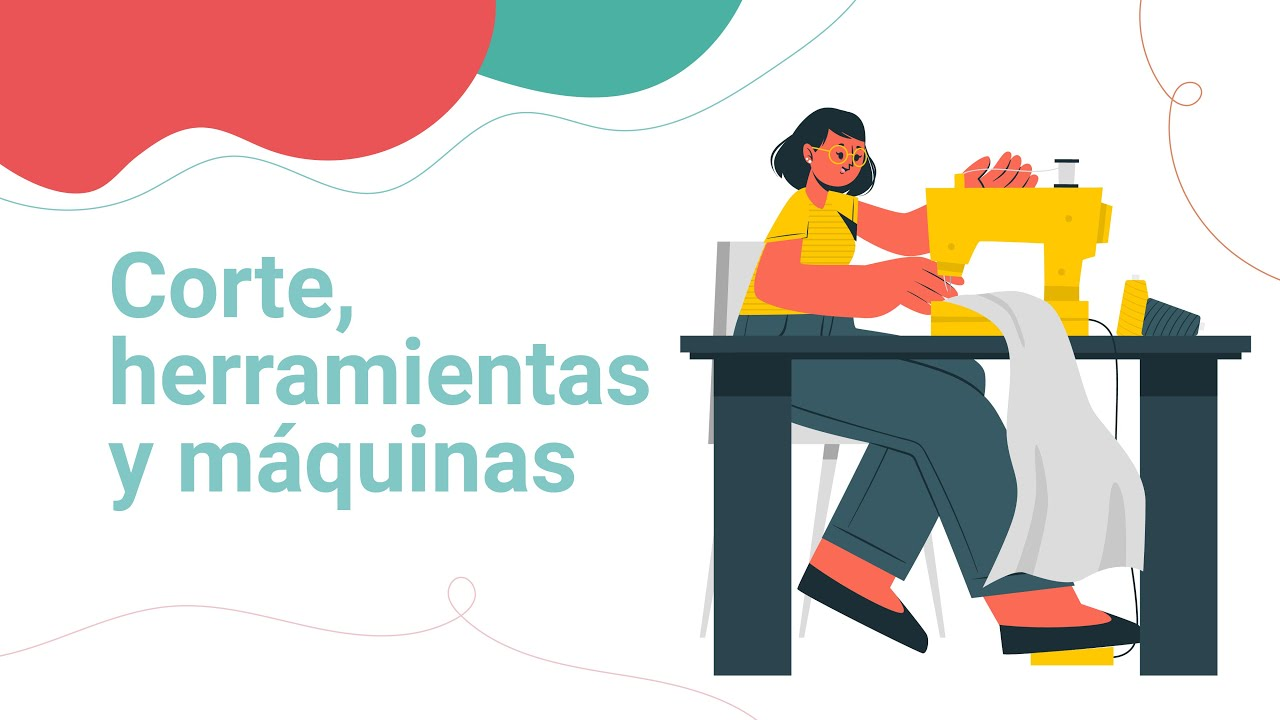 Corte,
herramientas
y máquinas